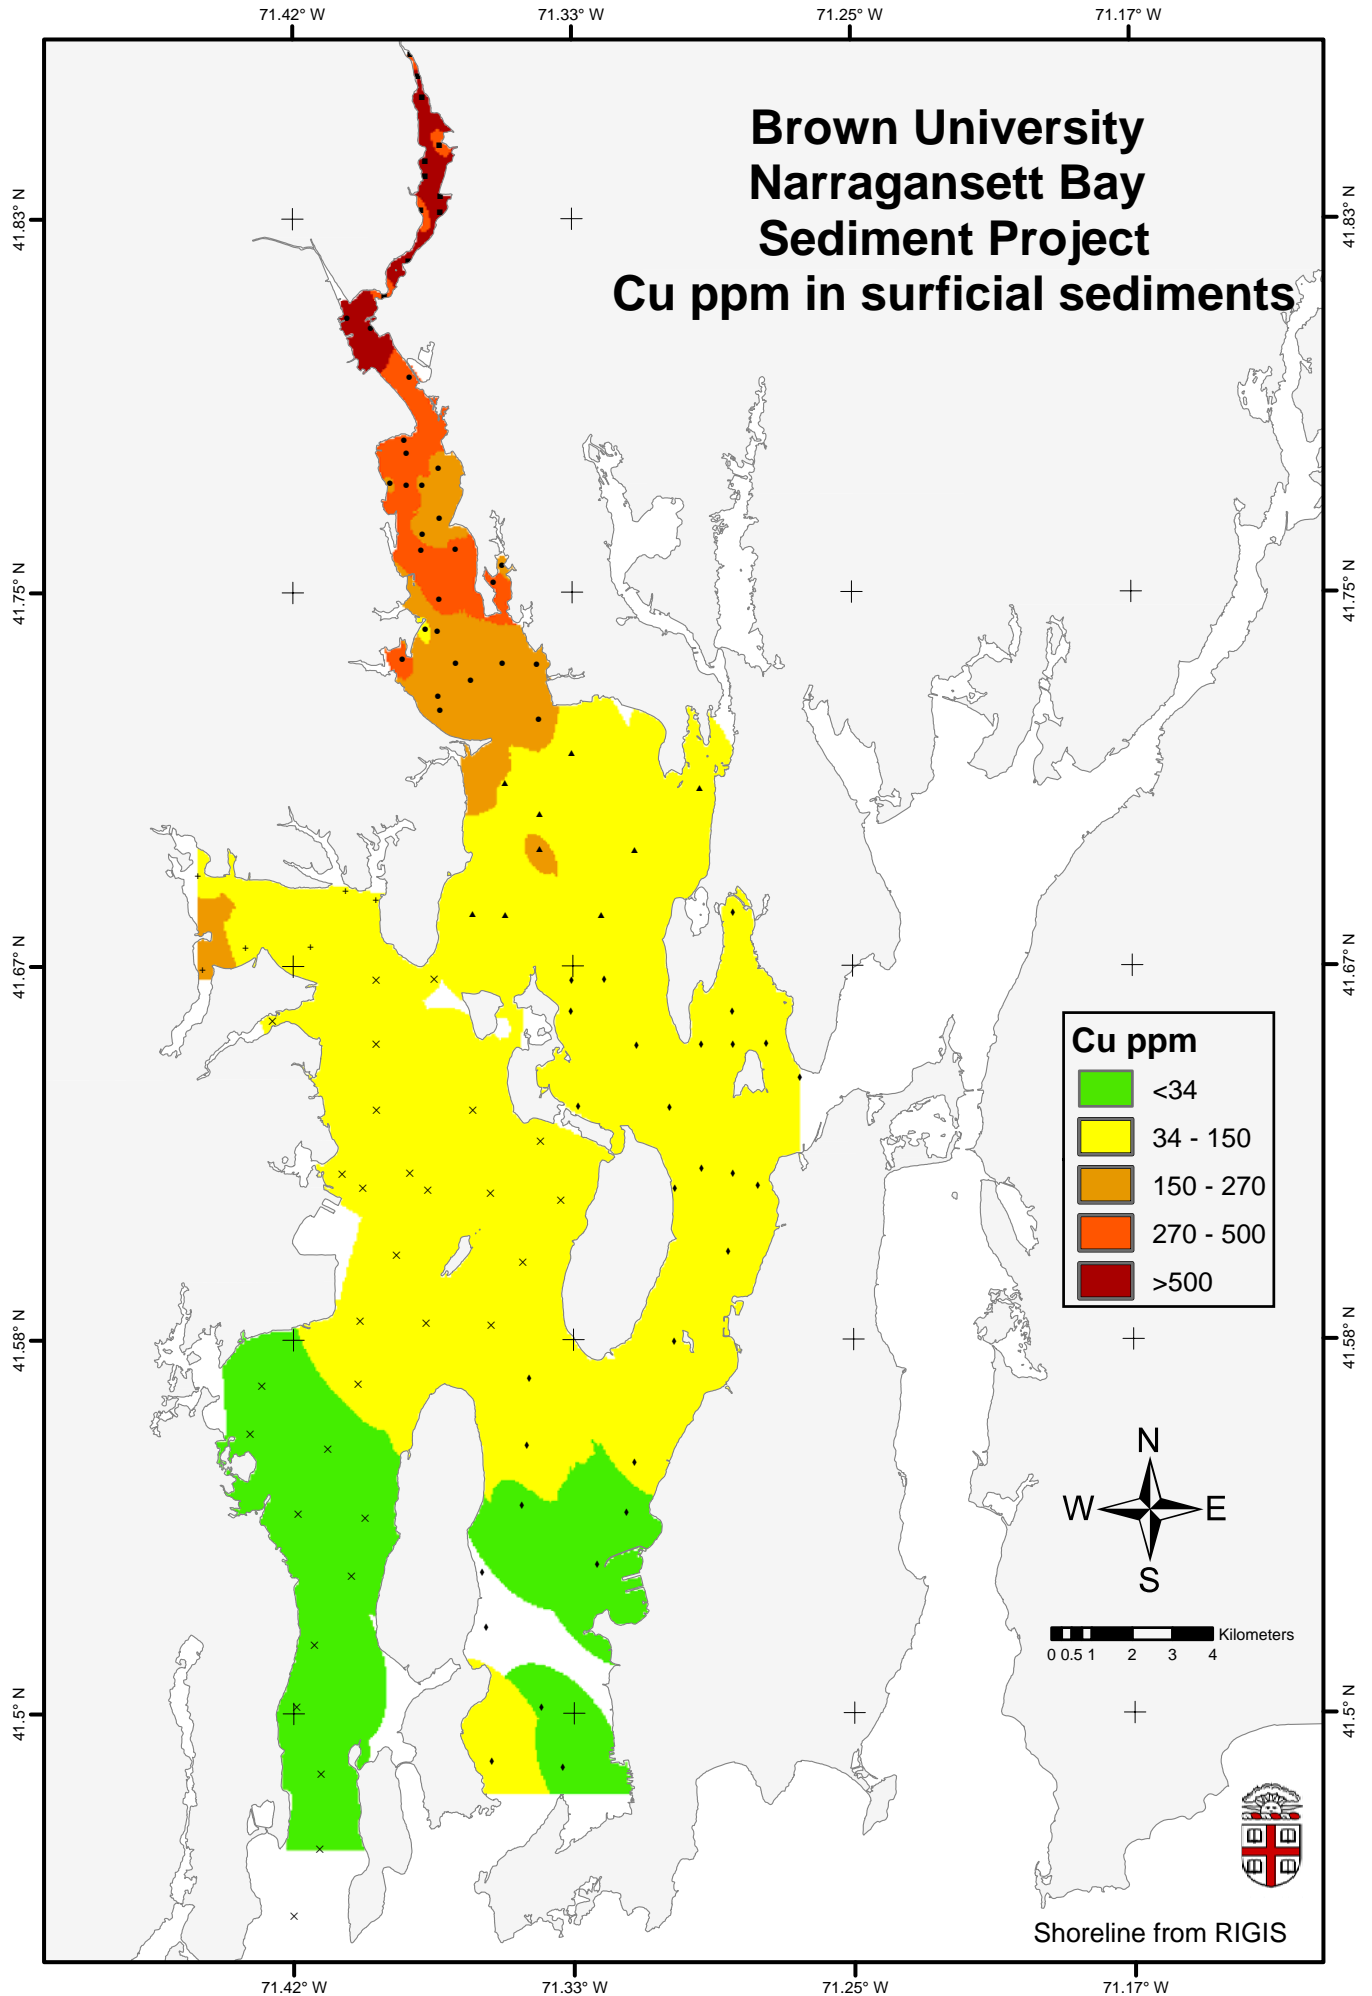 71.42° W
71.33° W
71.25° W
71.17° W
Brown University
Narragansett Bay
Sediment Project
Cu ppm in surficial sediments
41.83° N
41.83° N
41.75° N
41.75° N
41.67° N
41.67° N
Cu ppm
<34
34 - 150
150 - 270
270 - 500
>500
41.58° N
41.58° N
N
W
E
S
Kilometers
0 0.5 1 2 3 4
41.5° N
41.5° N
Shoreline from RIGIS
71.42° W
71.33° W
71.25° W
71.17° W